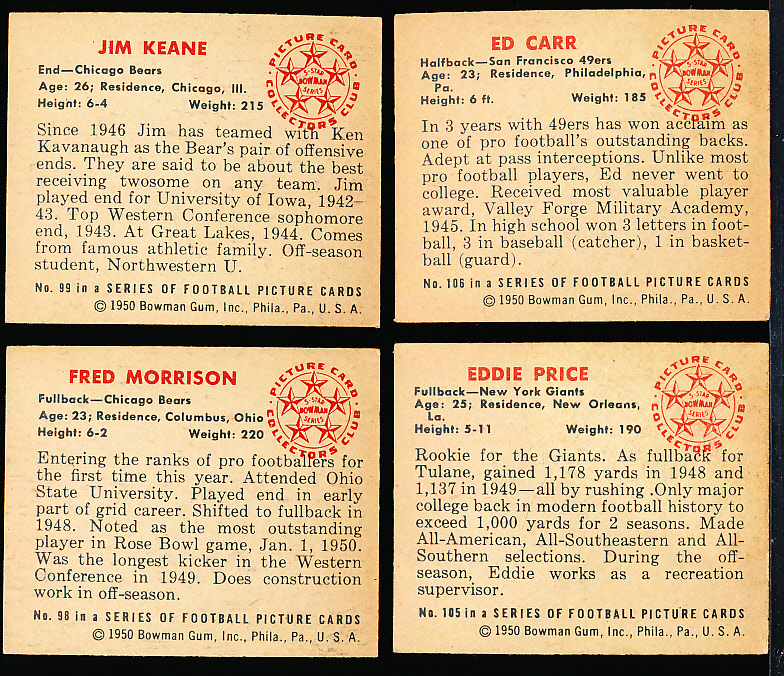 JIM KEANE
End—Chicago Bears
Age: 26; Residence, Chicago, Ill.
Height: 6-4 Weight: 215
PICTURE CARD
5-STAR
BOWMAN
SERIES
COLLECTORS CLUB
Since 1946 Jim has teamed with Ken
Kavanaugh as the Bear's pair of offensive
ends. They are said to be about the best
receiving twosome on any team. Jim
played end for University of Iowa, 1942-
43. Top Western Conference sophomore
end, 1943. At Great Lakes, 1944. Comes
from famous athletic family. Off-season
student, Northwestern U.
No. 99 in a SERIES OF FOOTBALL PICTURE CARDS
© 1950 Bowman Gum, Inc., Phila., Pa., U. S. A.
ED CARR
Halfback—San Francisco 49ers
Age: 23; Residence, Philadelphia,
Pa.
Height: 6 ft. Weight: 185
PICTURE CARD
5-STAR
BOWMAN
SERIES
COLLECTORS CLUB
In 3 years with 49ers has won acclaim as
one of pro football's outstanding backs.
Adept at pass interceptions. Unlike most
pro football players, Ed never went to
college. Received most valuable player
award, Valley Forge Military Academy,
1945. In high school won 3 letters in foot-
ball, 3 in baseball (catcher), 1 in basket-
ball (guard).
No. 106 in a SERIES OF FOOTBALL PICTURE CARDS
© 1950 Bowman Gum, Inc., Phila., Pa., U. S. A.
FRED MORRISON
Fullback—Chicago Bears
Age: 23; Residence, Columbus, Ohio
Height: 6-2 Weight: 220
PICTURE CARD
5-STAR
BOWMAN
SERIES
COLLECTORS CLUB
Entering the ranks of pro footballers for
the first time this year. Attended Ohio
State University. Played end in early
part of grid career. Shifted to fullback in
1948. Noted as the most outstanding
player in Rose Bowl game, Jan. 1, 1950.
Was the longest kicker in the Western
Conference in 1949. Does construction
work in off-season.
No. 98 in a SERIES OF FOOTBALL PICTURE CARDS
© 1950 Bowman Gum, Inc., Phila., Pa., U. S. A.
EDDIE PRICE
Fullback—New York Giants
Age: 25; Residence, New Orleans,
La.
Height: 5-11 Weight: 190
PICTURE CARD
5-STAR
BOWMAN
SERIES
COLLECTORS CLUB
Rookie for the Giants. As fullback for
Tulane, gained 1,178 yards in 1948 and
1,137 in 1949—all by rushing .Only major
college back in modern football history to
exceed 1,000 yards for 2 seasons. Made
All-American, All-Southeastern and All-
Southern selections. During the off-
season, Eddie works as a recreation
supervisor.
No. 105 in a SERIES OF FOOTBALL PICTURE CARDS
© 1950 Bowman Gum, Inc., Phila., Pa., U. S. A.